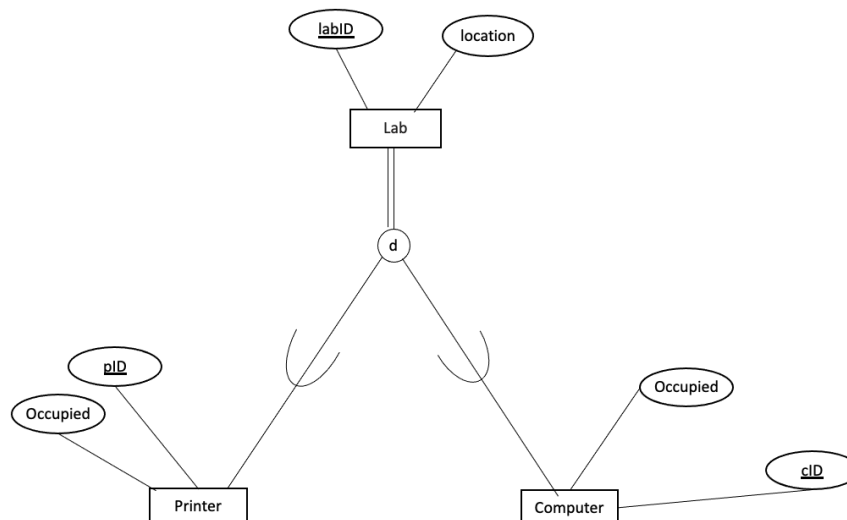 labID
location
Lab
d
pID
Occupied
Occupied
cID
Printer
Computer